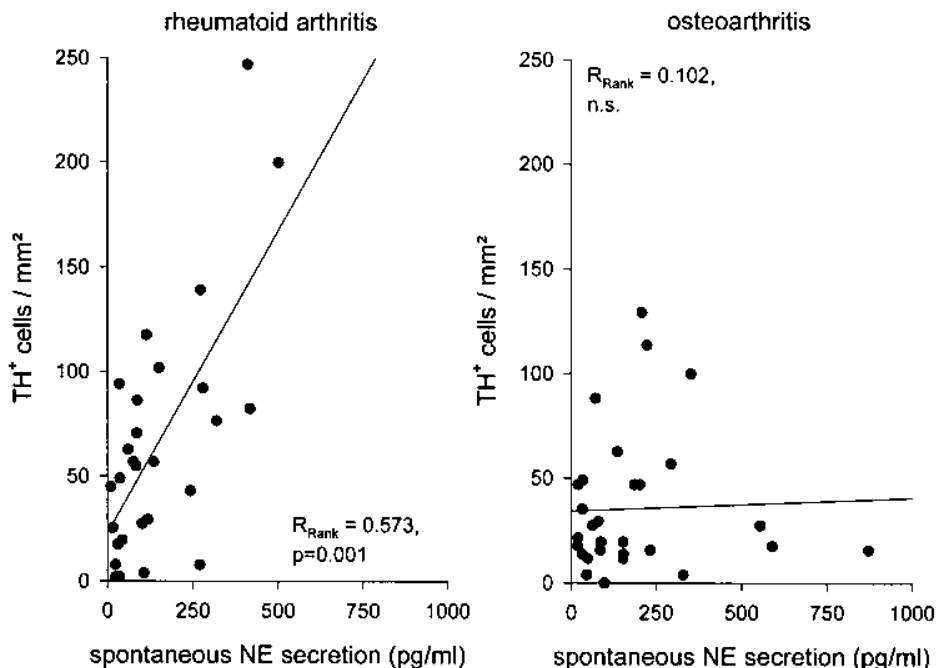 rheumatoid arthritis
250
200
150
100
50
0
TH⁺ cells / mm²
R_Rank = 0.573,
p=0.001
0 250 500 750 1000
spontaneous NE secretion (pg/ml)
osteoarthritis
250
200
150
100
50
0
TH⁺ cells / mm²
R_Rank = 0.102,
n.s.
0 250 500 750 1000
spontaneous NE secretion (pg/ml)